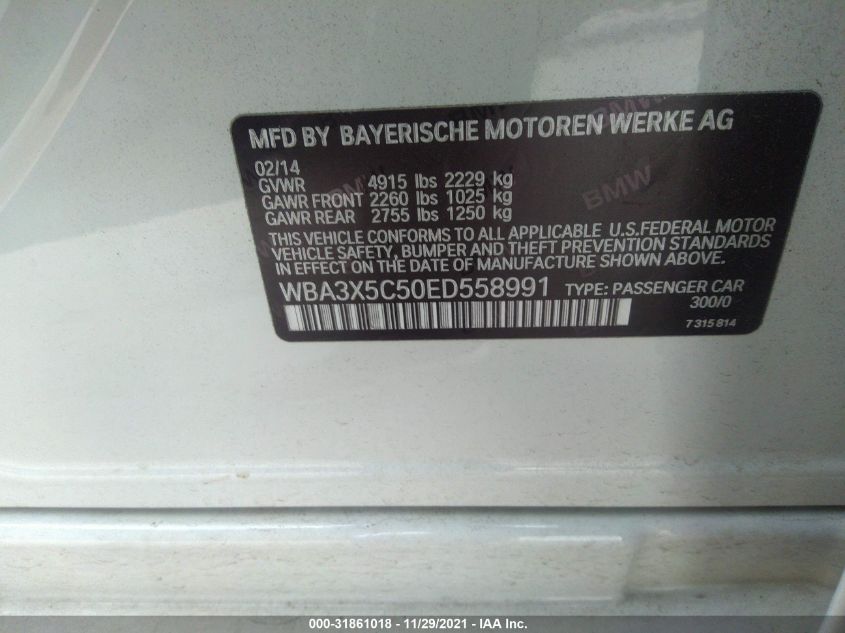 MFD BY BAYERISCHE MOTOREN WERKE AG
02/14
GVWR 4915 lbs 2229 kg
GAWR FRONT 2260 lbs 1025 kg
GAWR REAR 2755 lbs 1250 kg
THIS VEHICLE CONFORMS TO ALL APPLICABLE U.S.FEDERAL MOTOR
VEHICLE SAFETY, BUMPER AND THEFT PREVENTION STANDARDS
IN EFFECT ON THE DATE OF MANUFACTURE SHOWN ABOVE.
WBA3X5C50ED558991 TYPE: PASSENGER CAR
300/0
7 315 814
BMW
BMW
000-31861018 - 11/29/2021 - IAA Inc.